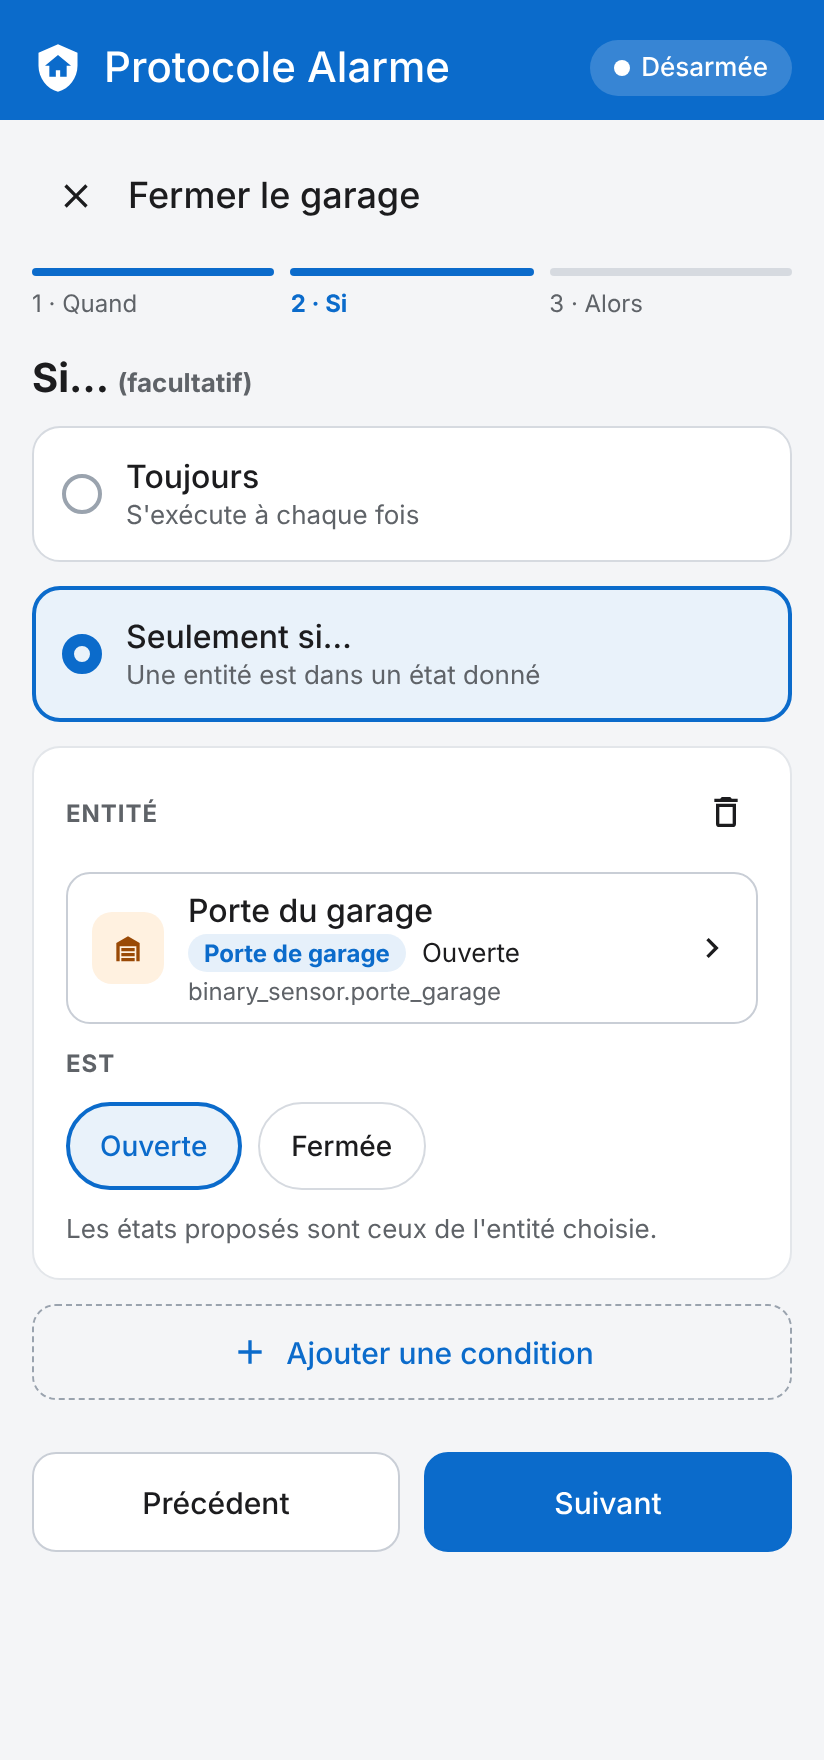 Protocole Alarme
Désarmée
Fermer le garage
1 · Quand
2 · Si
3 · Alors
Si... (facultatif)
Toujours
S'exécute à chaque fois
Seulement si...
Une entité est dans un état donné
ENTITÉ
Porte du garage
Porte de garage Ouverte
binary_sensor.porte_garage
EST
Ouverte
Fermée
Les états proposés sont ceux de l'entité choisie.
+ Ajouter une condition
Précédent
Suivant